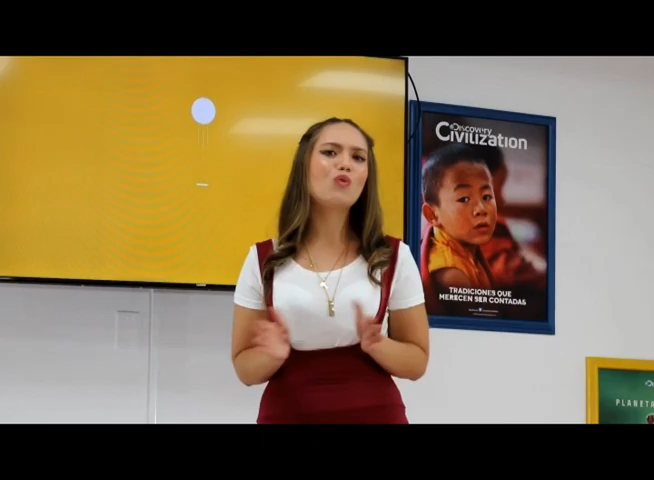 Discovery
Civilization
TRADICIONES QUE
MERECEN SER CONTADAS
PLANETA